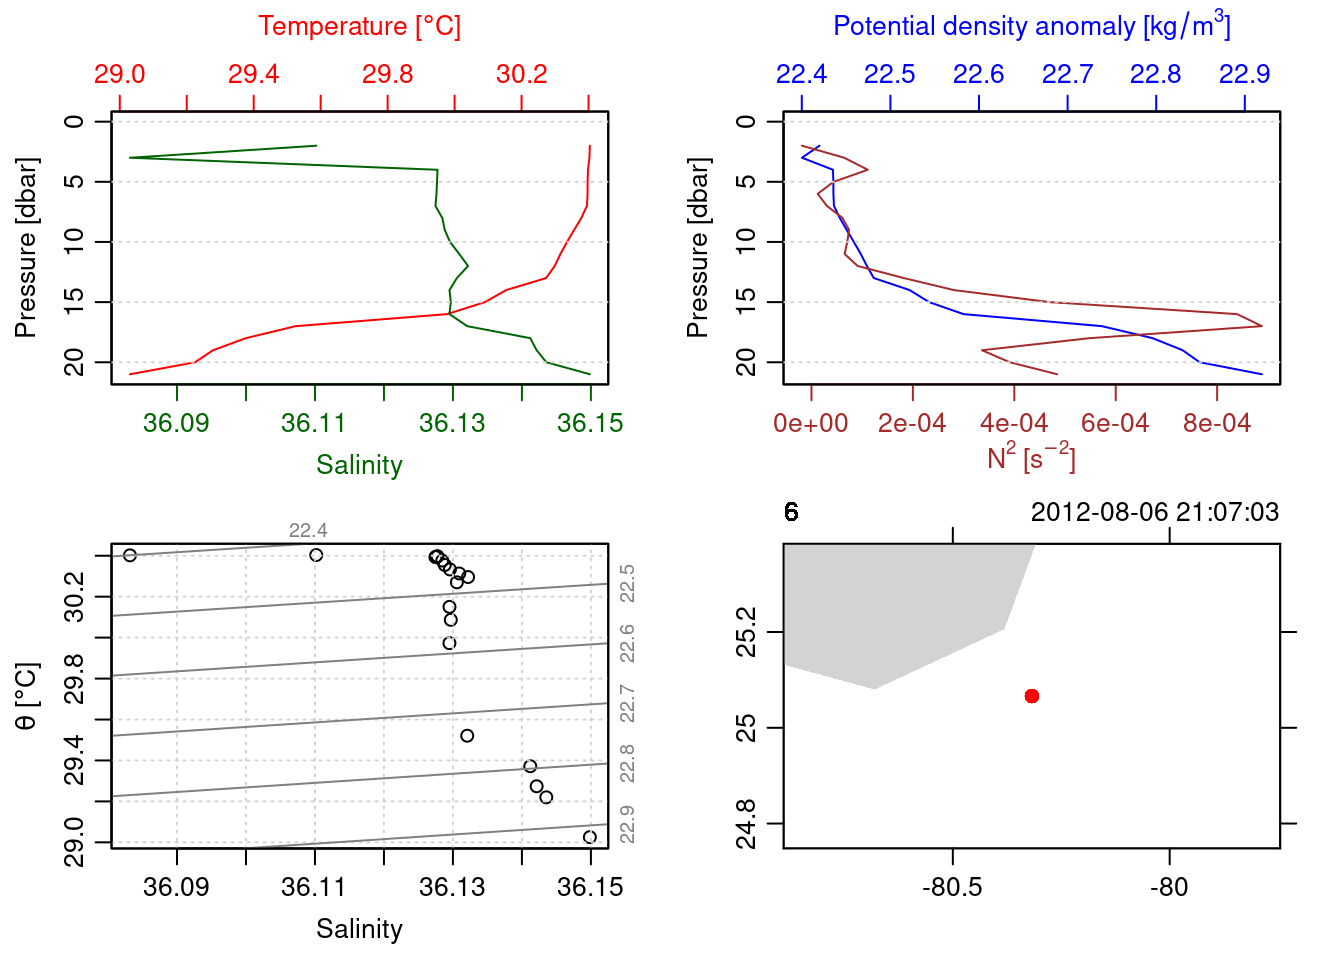 Temperature [°C]
29.0 29.4 29.8 30.2
Pressure [dbar]
0
5
10
15
20
36.09 36.11 36.13 36.15
Salinity
Potential density anomaly [kg/m³]
22.4 22.5 22.6 22.7 22.8 22.9
Pressure [dbar]
0
5
10
15
20
0e+00 2e-04 4e-04 6e-04 8e-04
N² [s⁻²]
22.4
22.5
22.6
22.7
22.8
22.9
θ [°C]
30.2
29.8
29.4
29.0
36.09 36.11 36.13 36.15
Salinity
6 2012-08-06 21:07:03
25.2
25
24.8
-80.5 -80